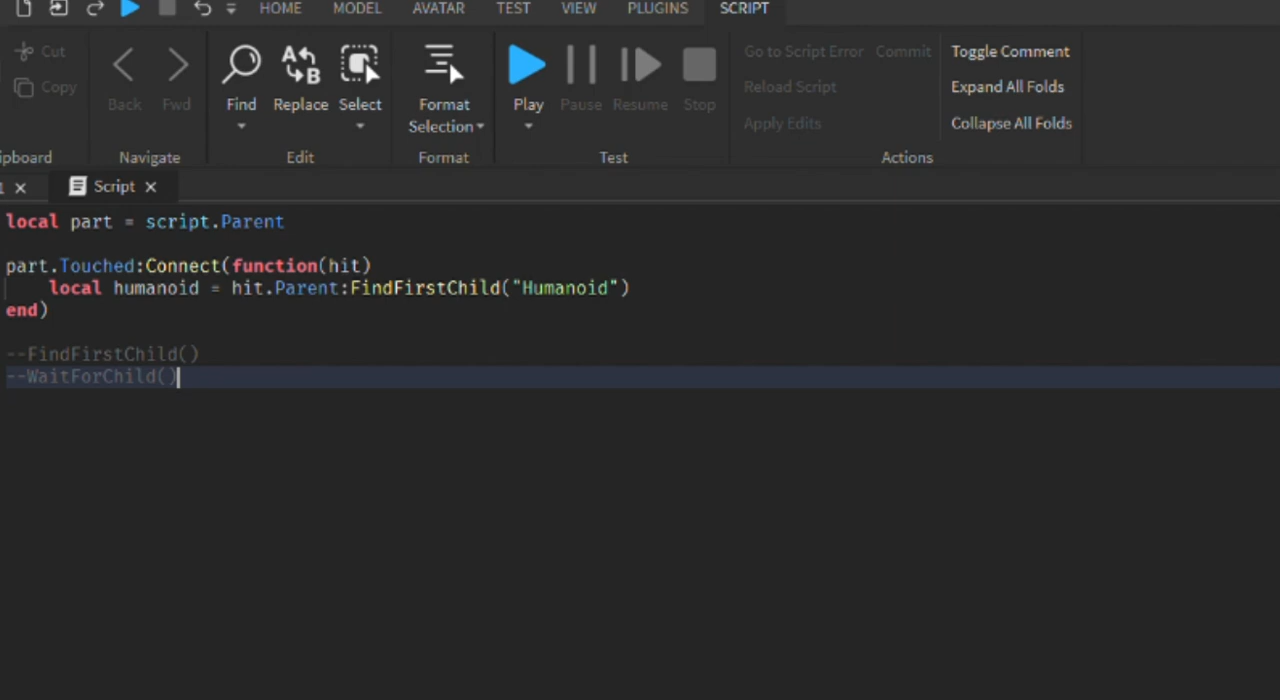 HOME MODEL AVATAR TEST VIEW PLUGINS SCRIPT
Cut
Copy
Back Fwd
Find Replace Select
Format
Selection
Play Pause Resume Stop
Go to Script Error Commit
Reload Script
Apply Edits
Toggle Comment
Expand All Folds
Collapse All Folds
ipboard Navigate Edit Format Test Actions
Script
local part = script.Parent
part.Touched:Connect(function(hit)
local humanoid = hit.Parent:FindFirstChild("Humanoid")
end)
--FindFirstChild()
--WaitForChild()